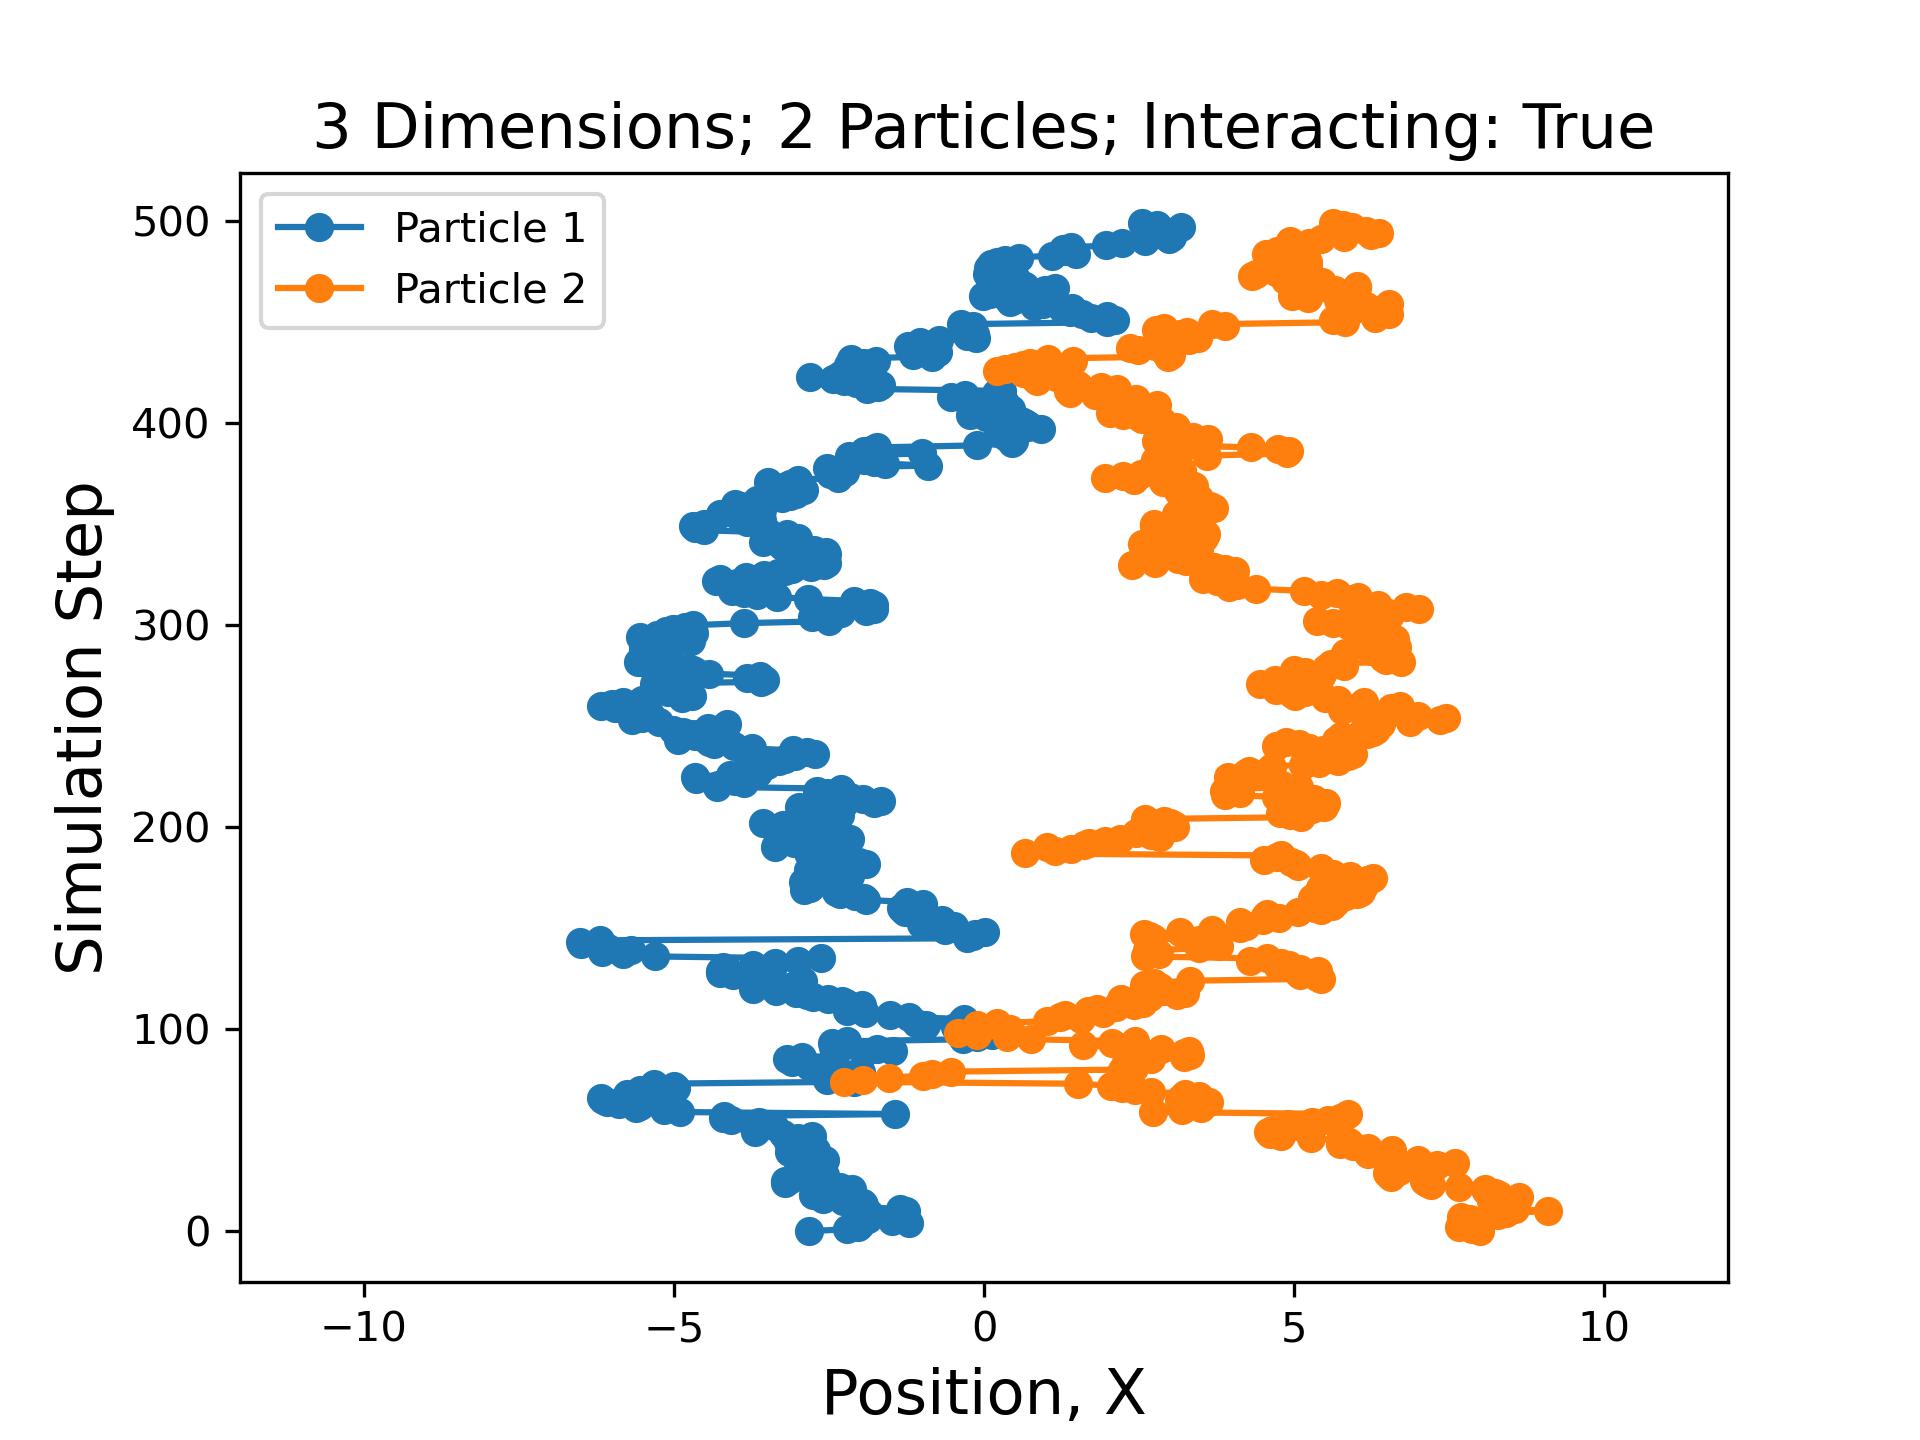 3 Dimensions; 2 Particles; Interacting: True
Particle 1
Particle 2
500
400
300
200
100
0
Simulation Step
−10
−5
0
5
10
Position, X